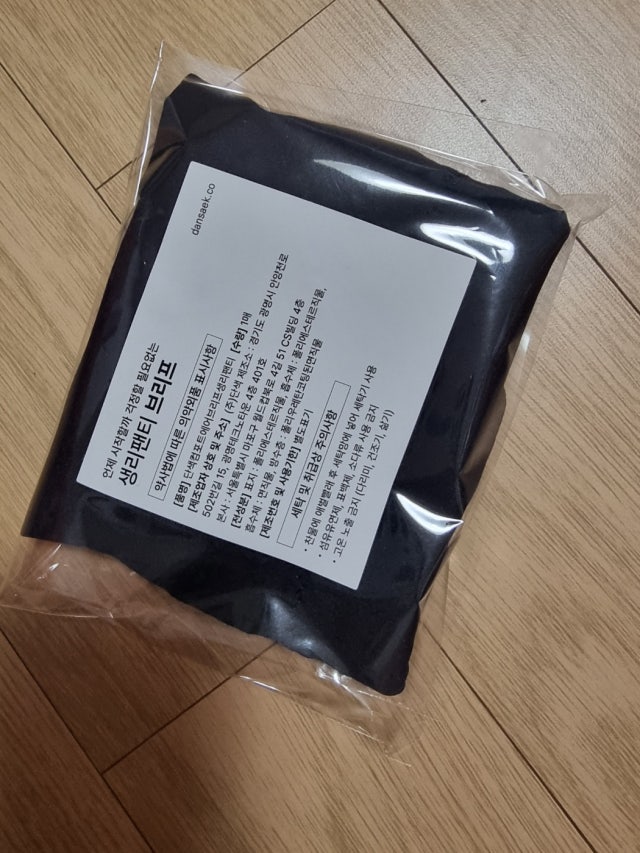 dansaek.co
언제 시작할까 걱정할 필요없는
생리팬티 브리프
약사법에 따른 의약외품 표시사항
[품명] 단색컴포트에어브리프생리팬티 [수량] 1매
[제조업자 상호 및 주소] (주)단색 제조소 : 경기도 광명시 안양천로
502번길 15, 광명테크노타운 4층 401호
본사 : 서울특별시 마포구 월드컵북로 4길 51 CS빌딩 4층
[전성분] 표지 : 폴리에스테르직물, 흡수체 : 폴리에스테르직물,
흡수체 : 면직물, 방수층 : 폴리우레탄코팅된면직물
[제조번호 및 사용기한] 별도표기
세탁 및 취급상 주의사항
· 찬물에 애벌빨래 후 세탁망에 넣어 세탁기 사용
· 섬유유연제, 표백제, 소다류 사용 금지
· 고온 노출 금지 (다리미, 건조기, 삶기)